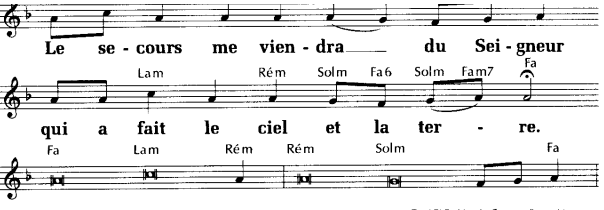 Le se - cours me vien - dra du Sei - gneur
Lam Rém Solm Fa6 Solm Fam7 Fa
qui a fait le ciel et la ter - re.
Fa Lam Rém Rém Solm Fa